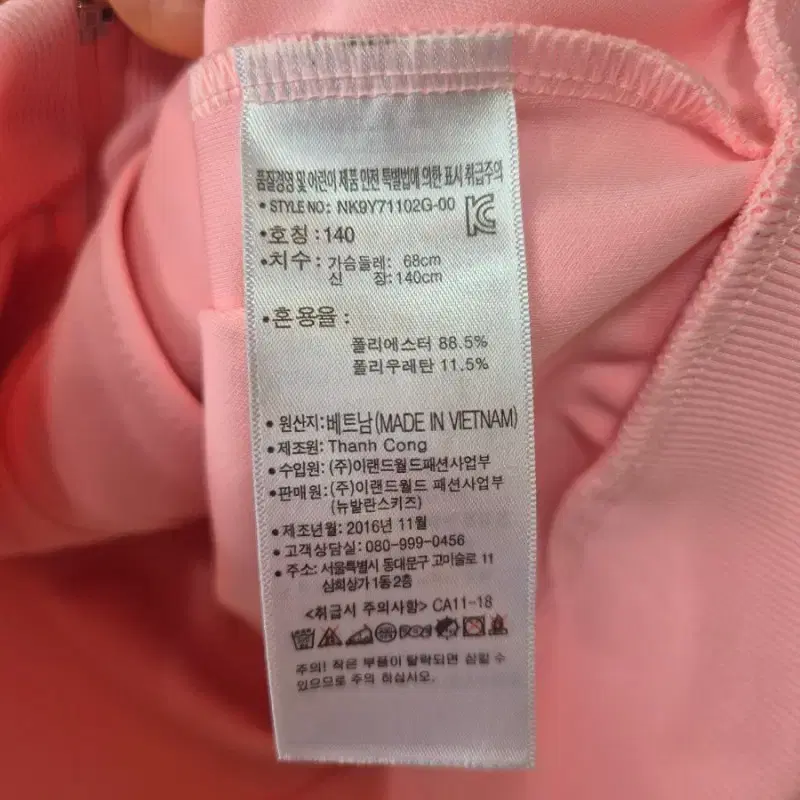 품질경영 및 어린이 제품 안전 특별법에 의한 표시 취급주의
• STYLE NO: NK9Y71102G-00
•호칭 : 140
•치수 : 가슴둘레: 68cm
신 장: 140cm
•혼용율 :
폴리에스터 88.5%
폴리우레탄 11.5%
• 원산지: 베트남(MADE IN VIETNAM)
• 제조원: Thanh Cong
• 수입원: (주)이랜드월드패션사업부
•판매원: (주)이랜드월드 패션사업부
(뉴발란스키즈)
• 제조년월: 2016년 11월
• 고객상담실: 080-999-0456
• 주소: 서울특별시 동대문구 고미술로 11
심희상가 1동 2층
<취급시 주의사항> CA11-18
주의! 작은 부품이 탈락되면 삼킬 수
있으므로 주의 하십시오.